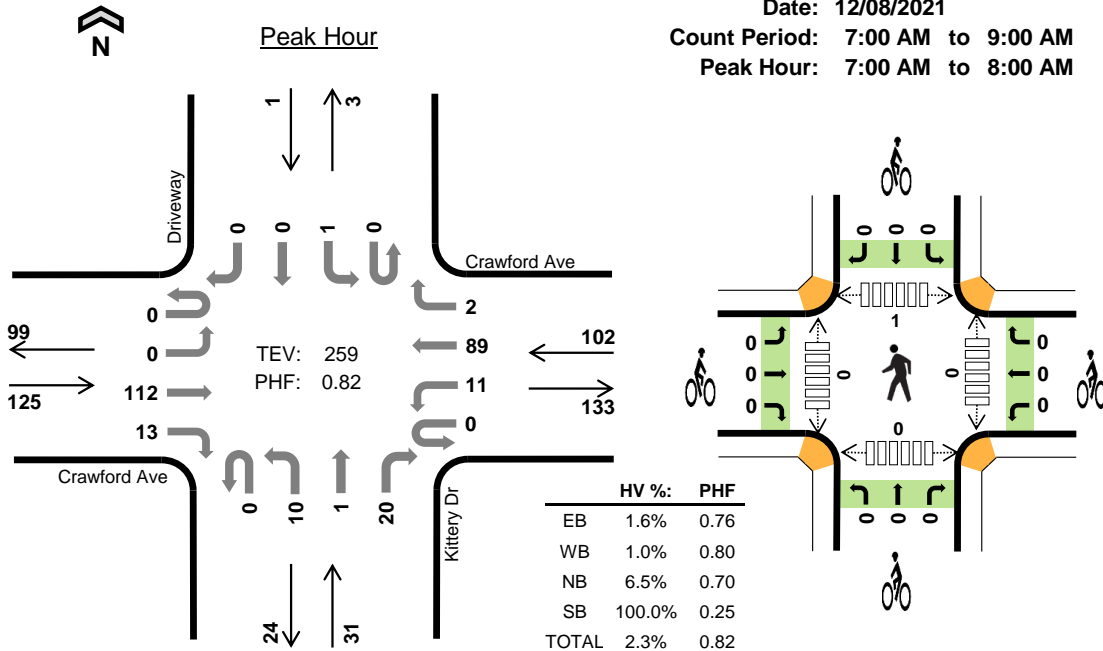 N
Peak Hour
Date: 12/08/2021
Count Period: 7:00 AM to 9:00 AM
Peak Hour: 7:00 AM to 8:00 AM
1
3
Driveway
0 0 1 0
Crawford Ave
0
0
112
13
2
89
11
0
99
125
102
133
TEV: 259
PHF: 0.82
Crawford Ave
0 10 1 20
Kittery Dr
24
31
0 0 0
1
0
0
0
0
0
0
0
0
0
0
0 0 0
HV %: PHF
EB 1.6% 0.76
WB 1.0% 0.80
NB 6.5% 0.70
SB 100.0% 0.25
TOTAL 2.3% 0.82